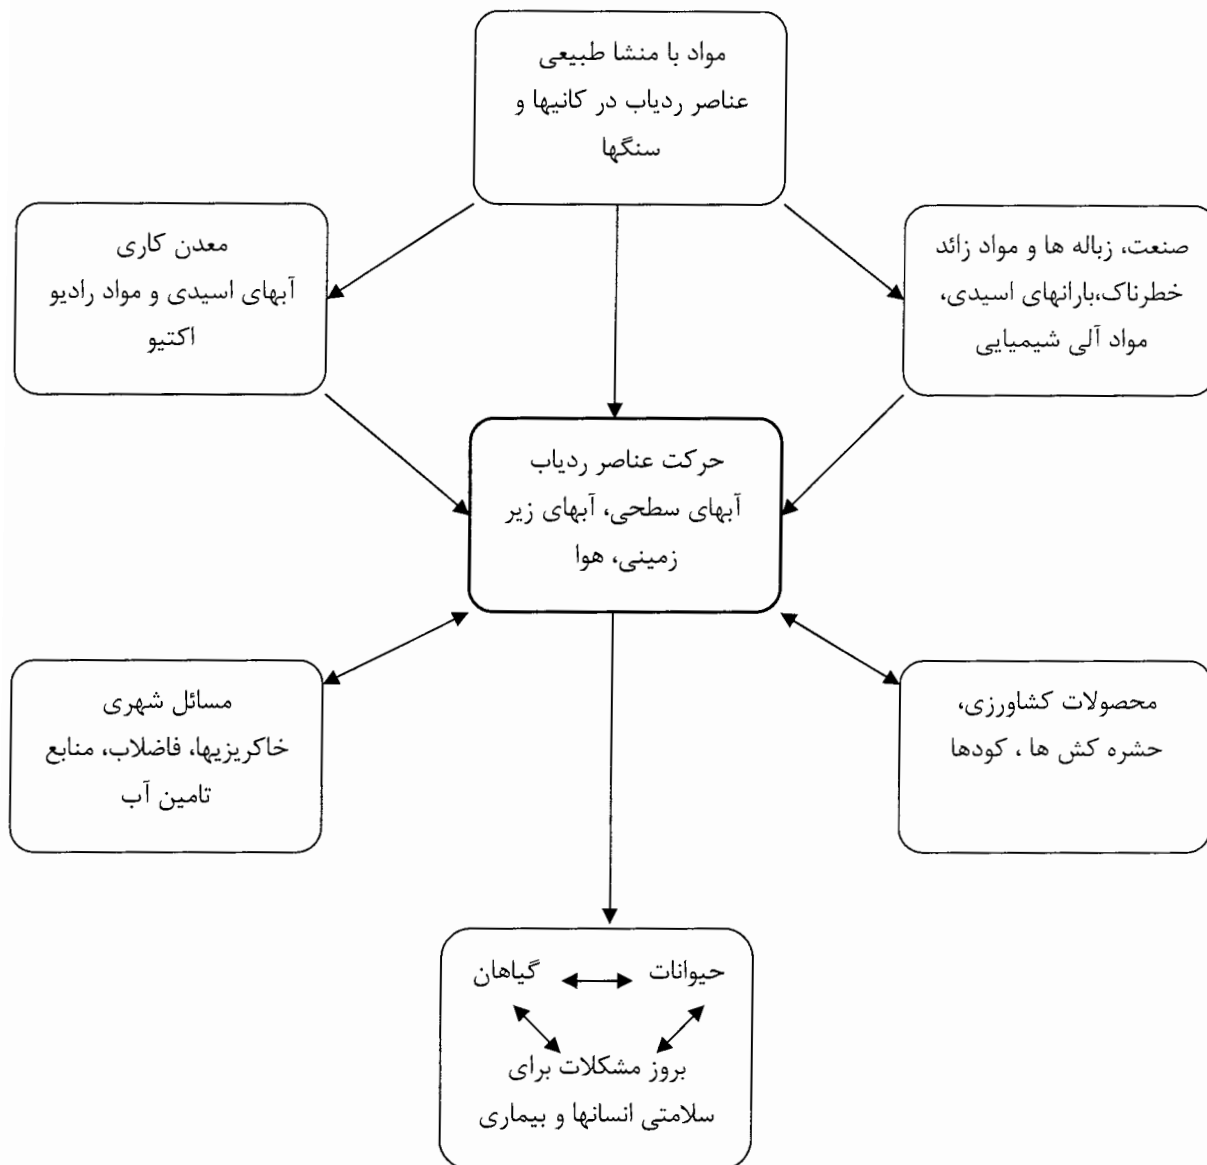 مواد با منشا طبیعی
عناصر ردیاب در کانیها و
سنگها
صنعت، زباله ها و مواد زائد
خطرناک،بارانهای اسیدی،
مواد آلی شیمیایی
معدن کاری
آبهای اسیدی و مواد رادیو
اکتیو
حرکت عناصر ردیاب
آبهای سطحی، آبهای زیر
زمینی، هوا
محصولات کشاورزی،
حشره کش ها ، کودها
مسائل شهری
خاکریزیها، فاضلاب، منابع
تامین آب
حیوانات
گیاهان
بروز مشکلات برای
سلامتی انسانها و بیماری